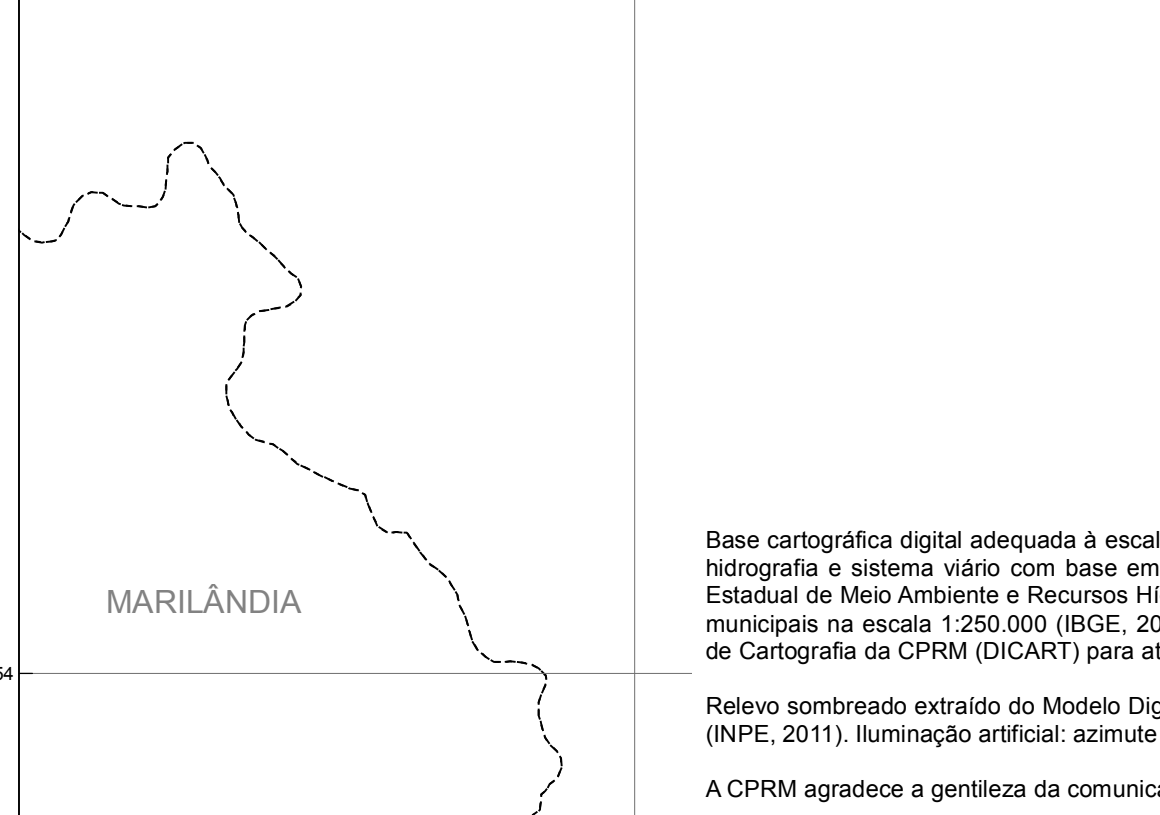 MARILÂNDIA
54
Base cartográfica digital adequada à escal
hidrografia e sistema viário com base em
Estadual de Meio Ambiente e Recursos Hí
municipais na escala 1:250.000 (IBGE, 20
de Cartografia da CPRM (DICART) para at
Relevo sombreado extraído do Modelo Dig
(INPE, 2011). Iluminação artificial: azimute
A CPRM agradece a gentileza da comunica